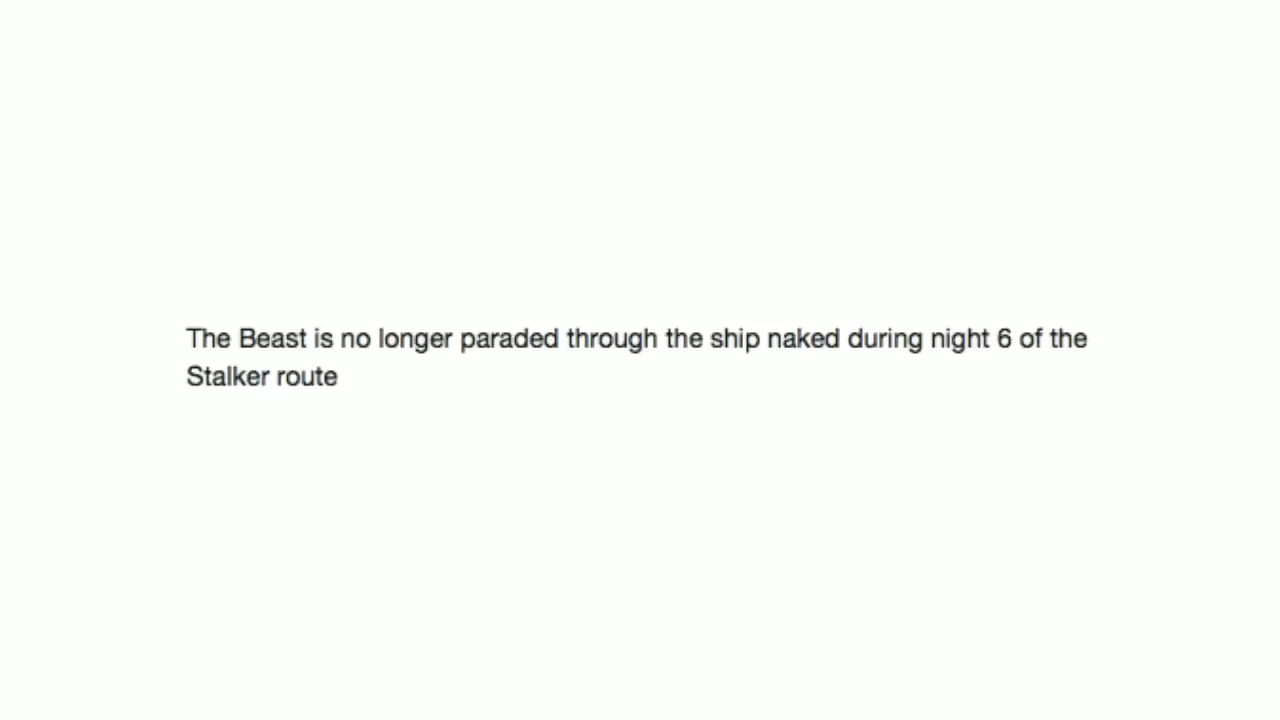 The Beast is no longer paraded through the ship naked during night 6 of the
Stalker route